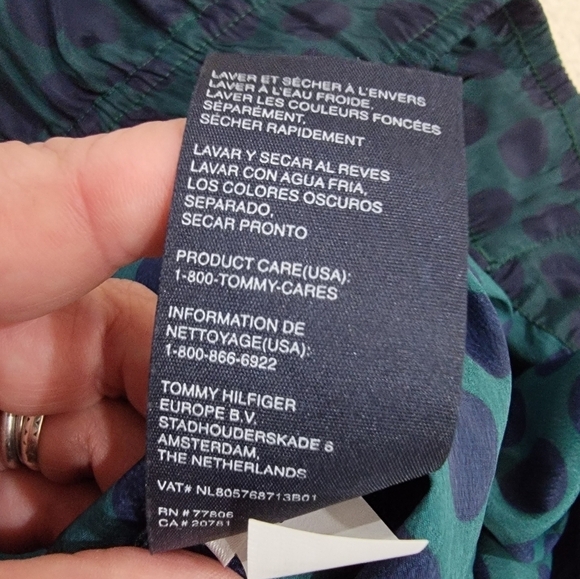 LAVER ET SÉCHER À L'ENVERS
LAVER À L'EAU FROIDE.
LAVER LES COULEURS FONCÉES
SÉPARÉMENT.
SÉCHER RAPIDEMENT
LAVAR Y SECAR AL REVES
LAVAR CON AGUA FRIA,
LOS COLORES OSCUROS
SEPARADO,
SECAR PRONTO
PRODUCT CARE(USA):
1-800-TOMMY-CARES
INFORMATION DE
NETTOYAGE(USA):
1-800-866-6922
TOMMY HILFIGER
EUROPE B.V.
STADHOUDERSKADE 6
AMSTERDAM,
THE NETHERLANDS
VAT# NL805768713B01
RN # 77806
CA # 20781